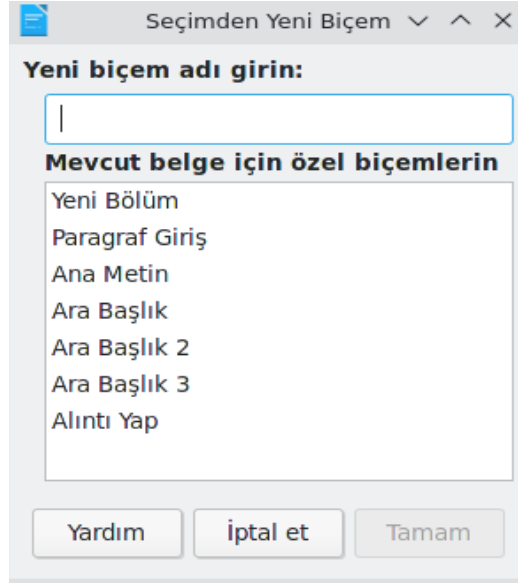 Seçimden Yeni Biçem
Yeni biçem adı girin:
Mevcut belge için özel biçemlerin
Yeni Bölüm
Paragraf Giriş
Ana Metin
Ara Başlık
Ara Başlık 2
Ara Başlık 3
Alıntı Yap
Yardım İptal et Tamam